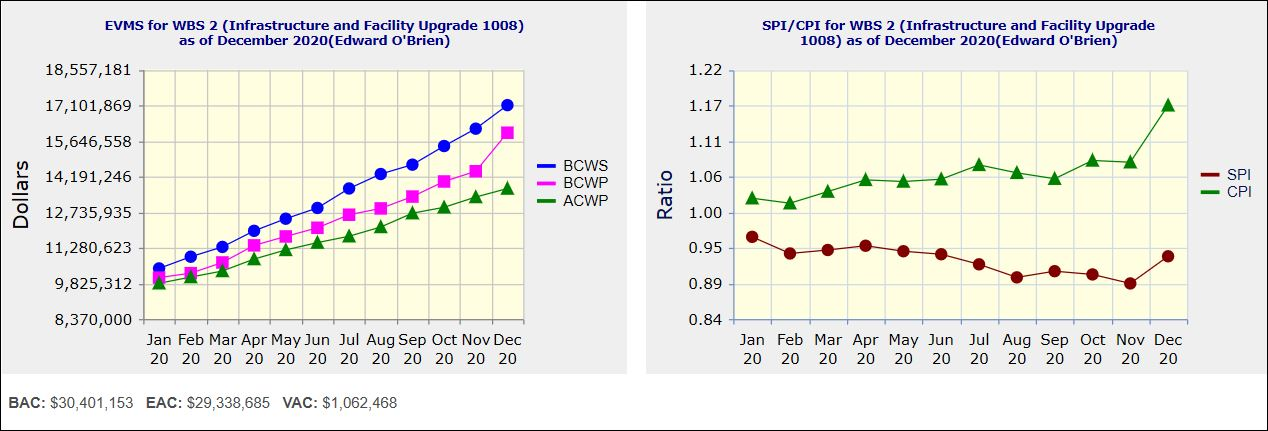 EVMS for WBS 2 (Infrastructure and Facility Upgrade 1008)
as of December 2020(Edward O'Brien)
18,557,181
17,101,869
15,646,558
14,191,246
12,735,935
11,280,623
9,825,312
8,370,000
Dollars
Jan Feb Mar Apr May Jun Jul Aug Sep Oct Nov Dec
20 20 20 20 20 20 20 20 20 20 20 20
BCWS
BCWP
ACWP
SPI/CPI for WBS 2 (Infrastructure and Facility Upgrade
1008) as of December 2020(Edward O'Brien)
1.22
1.17
1.11
1.06
1.00
0.95
0.89
0.84
Ratio
Jan Feb Mar Apr May Jun Jul Aug Sep Oct Nov Dec
20 20 20 20 20 20 20 20 20 20 20 20
SPI
CPI
BAC: $30,401,153 EAC: $29,338,685 VAC: $1,062,468